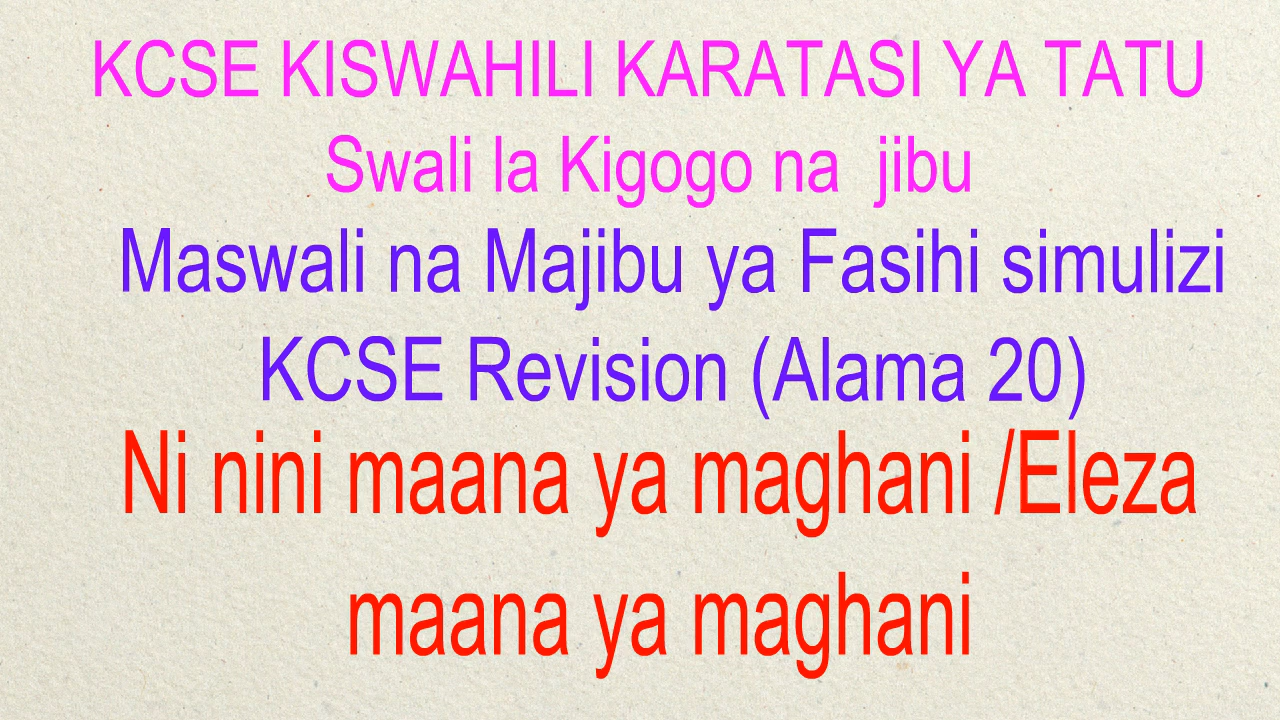 KCSE KISWAHILI KARATASI YA TATU
Swali la Kigogo na jibu
Maswali na Majibu ya Fasihi simulizi
KCSE Revision (Alama 20)
Ni nini maana ya maghani /Eleza
maana ya maghani